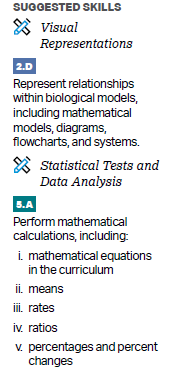 SUGGESTED SKILLS
Visual
Representations
2.D
Represent relationships
within biological models,
including mathematical
models, diagrams,
flowcharts, and systems.
Statistical Tests and
Data Analysis
5.A
Perform mathematical
calculations, including:
i. mathematical equations
in the curriculum
ii. means
iii. rates
iv. ratios
v. percentages and percent
changes